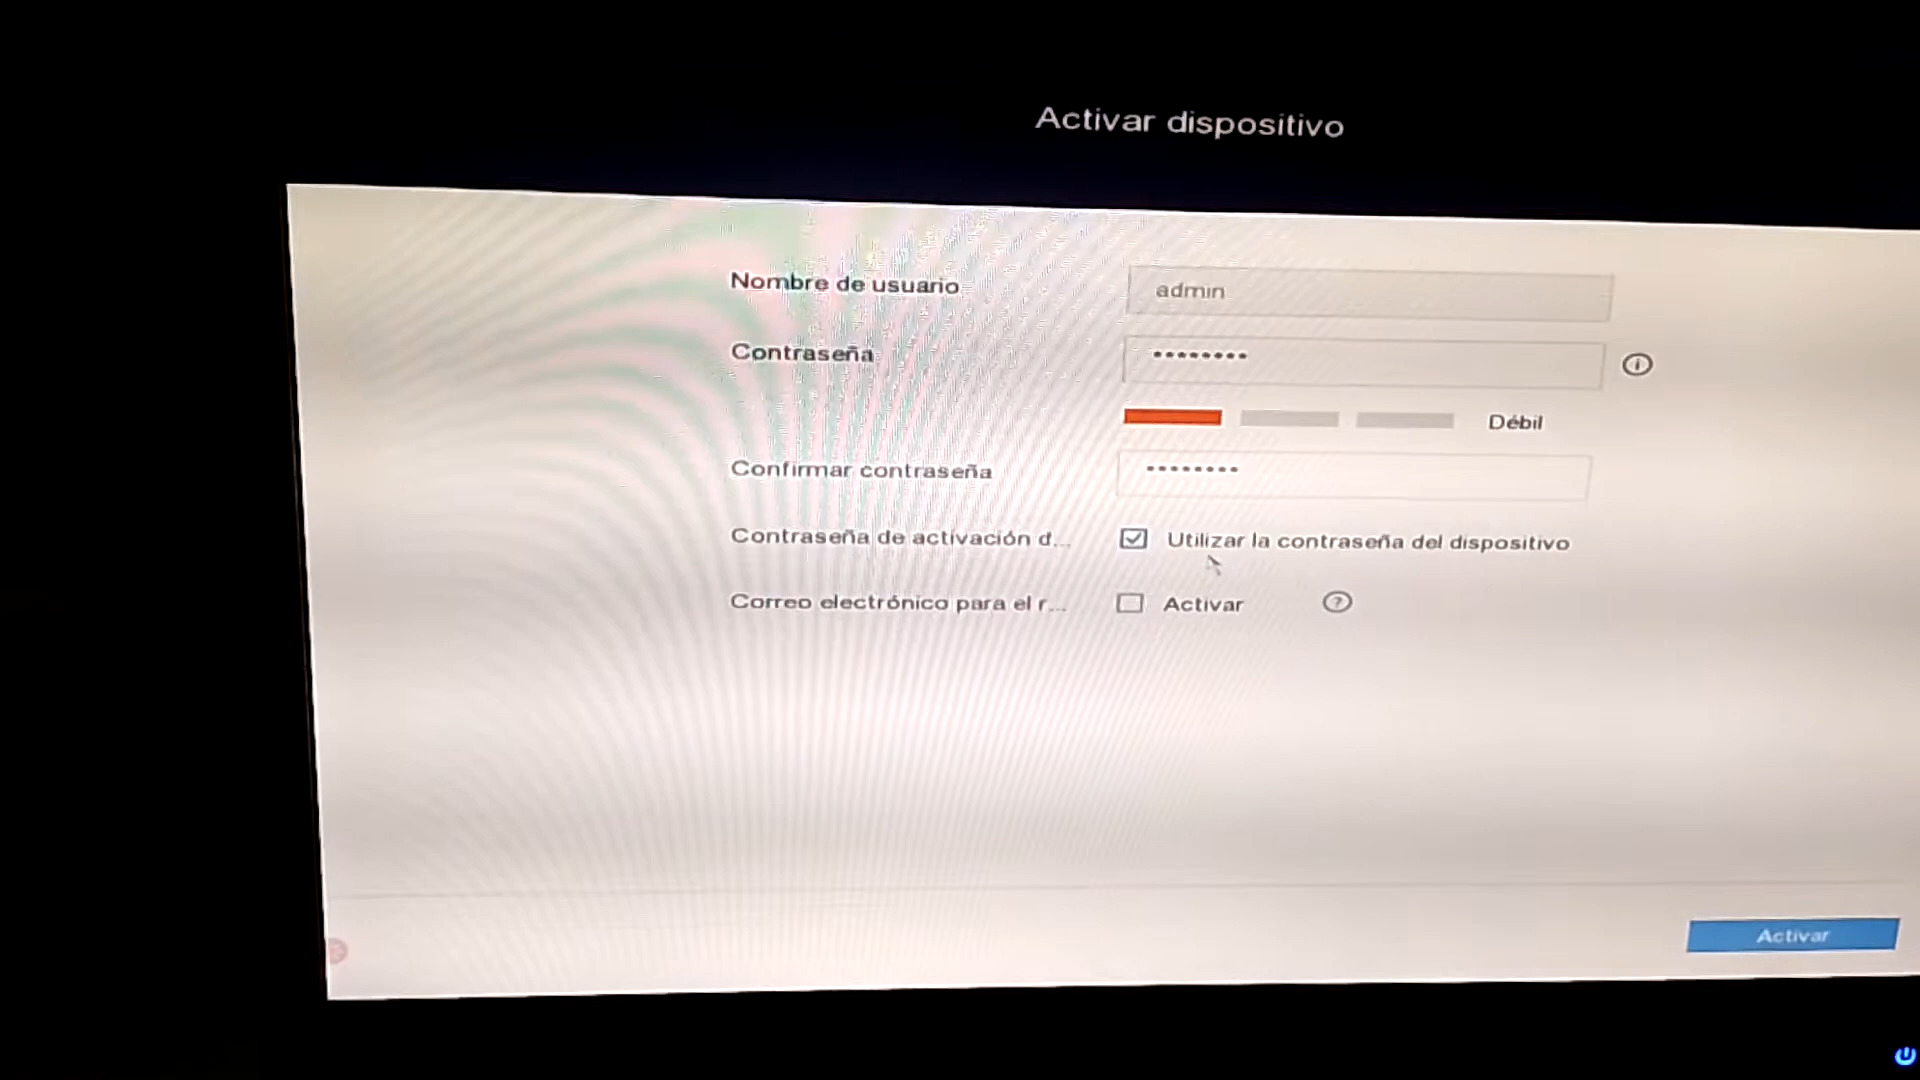 Activar dispositivo
Nombre de usuario
admin
Contraseña
••••••••
Débil
Confirmar contraseña
••••••••
Contraseña de activación d...
Utilizar la contraseña del dispositivo
Correo electrónico para el r...
Activar
Activar